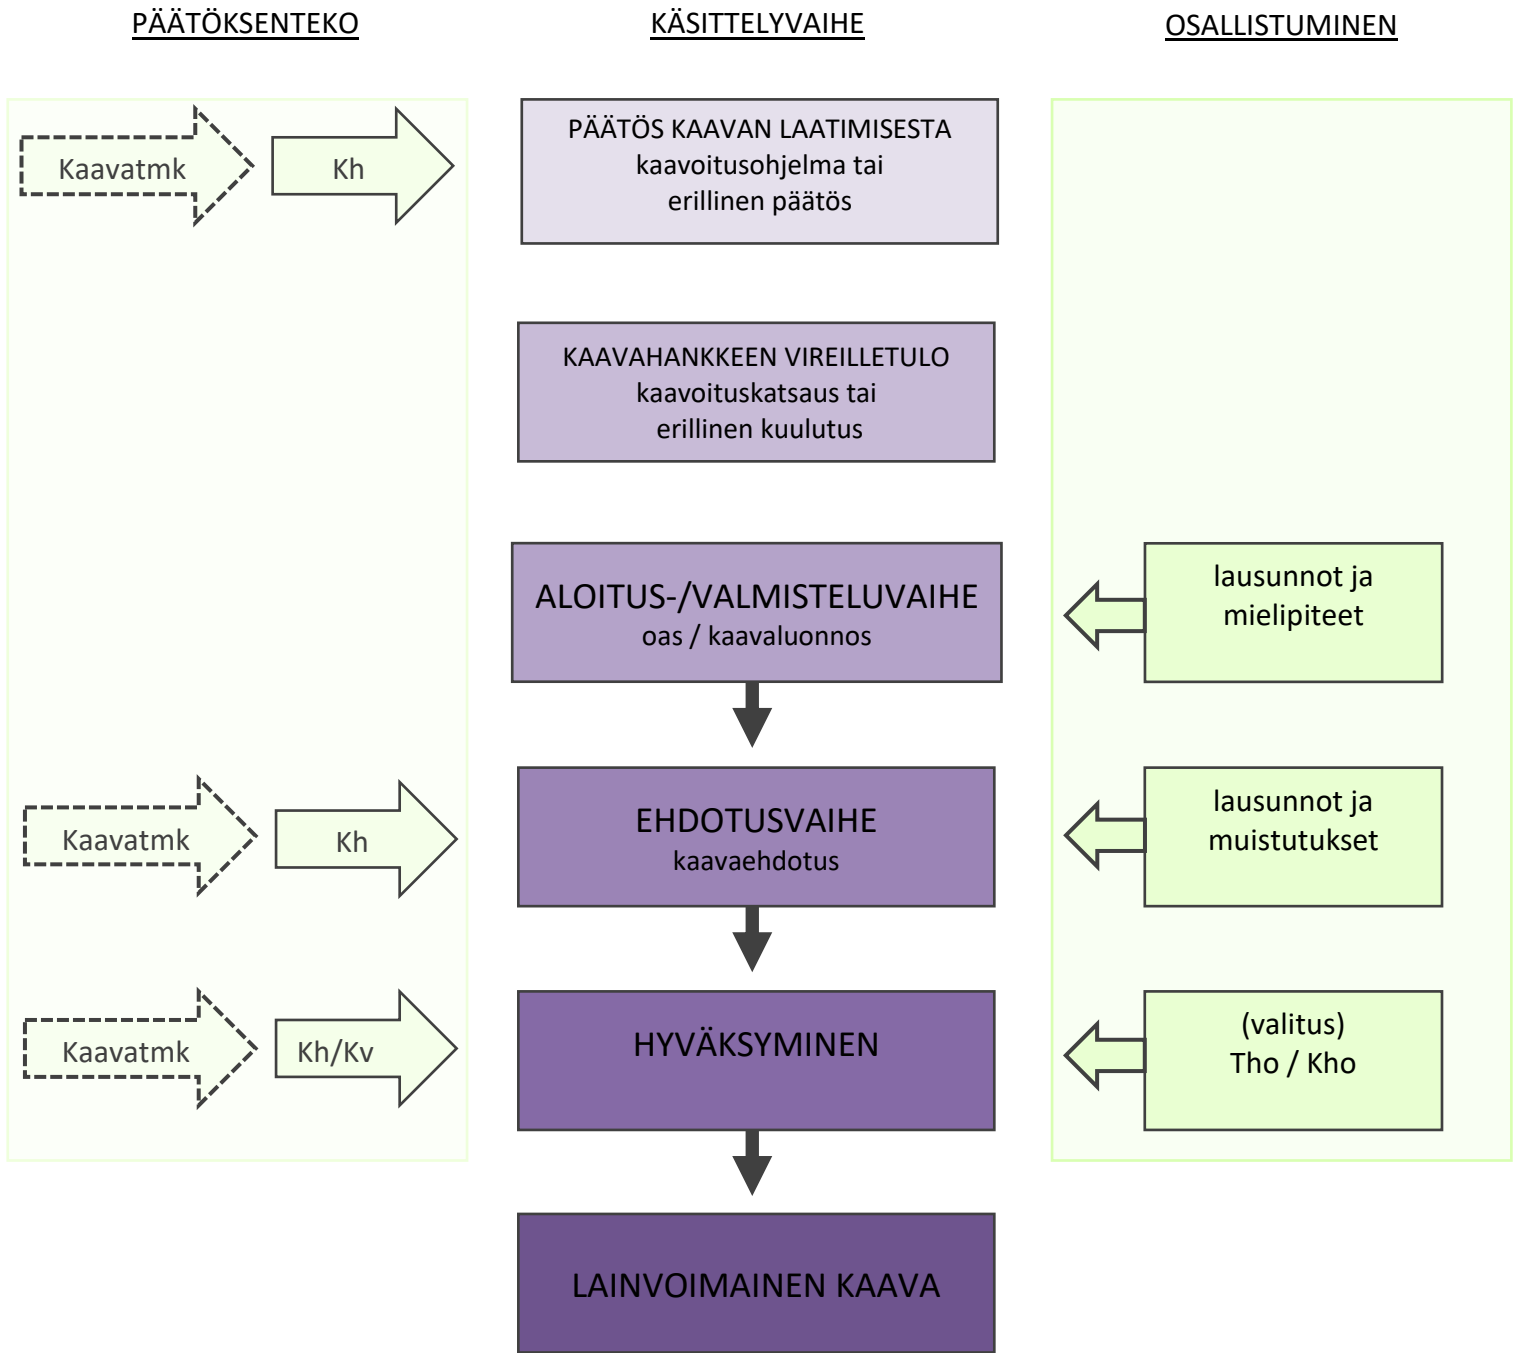 PÄÄTÖKSENTEKO
KÄSITTELYVAIHE
OSALLISTUMINEN
Kaavatmk
Kh
PÄÄTÖS KAAVAN LAATIMISESTA
kaavoitusohjelma tai
erillinen päätös
KAAVAHANKKEEN VIREILLETULO
kaavoituskatsaus tai
erillinen kuulutus
ALOITUS-/VALMISTELUVAIHE
oas / kaavaluonnos
lausunnot ja
mielipiteet
Kaavatmk
Kh
EHDOTUSVAIHE
kaavaehdotus
lausunnot ja
muistutukset
Kaavatmk
Kh/Kv
HYVÄKSYMINEN
(valitus)
Tho / Kho
LAINVOIMAINEN KAAVA